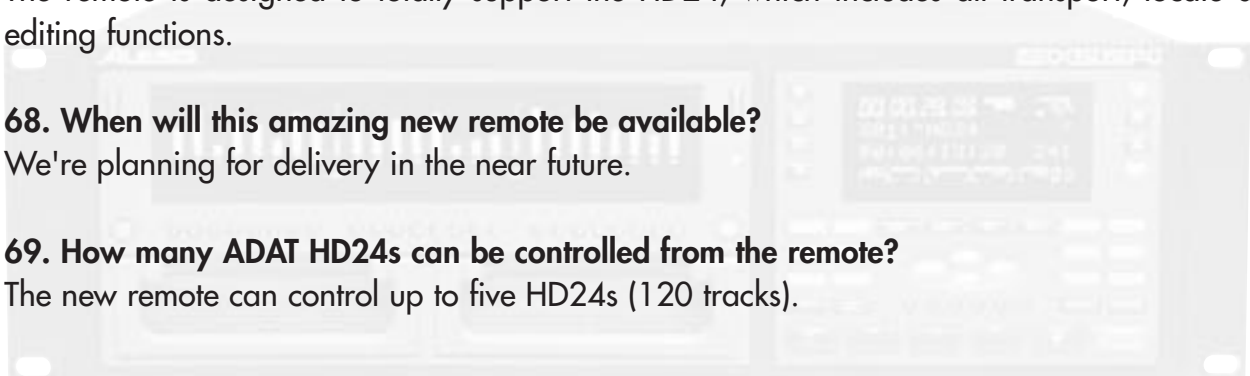 editing functions.
68. When will this amazing new remote be available?
We're planning for delivery in the near future.
69. How many ADAT HD24s can be controlled from the remote?
The new remote can control up to five HD24s (120 tracks).